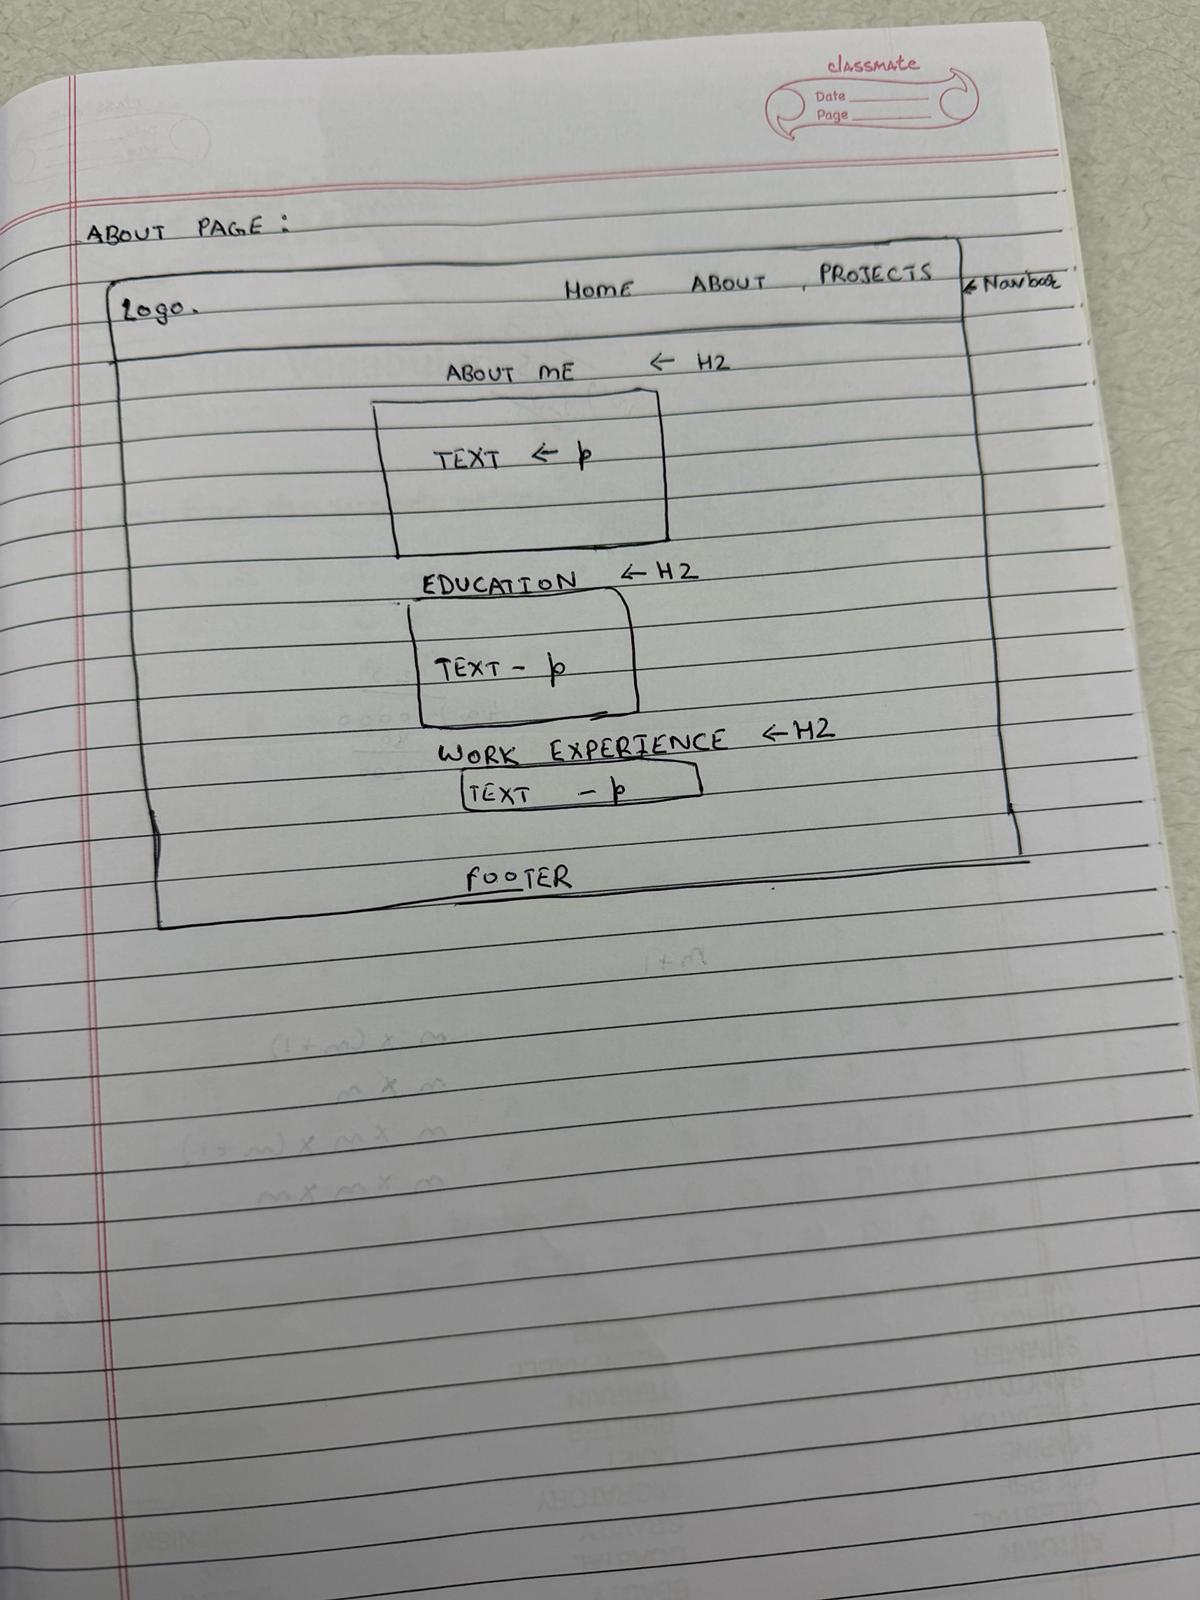 classmate
Date
Page
ABOUT PAGE :
Logo. HOME ABOUT PROJECTS ← Navbar
ABOUT ME ← H2
TEXT ← p
EDUCATION ← H2
TEXT - p
WORK EXPERIENCE ← H2
TEXT - p
FOOTER